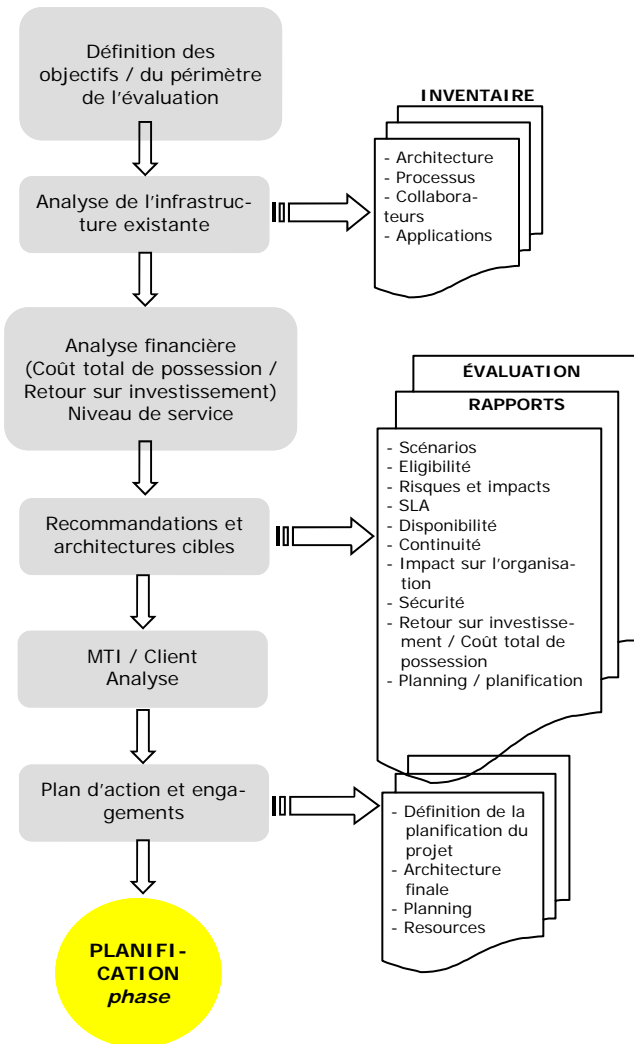 Définition des
objectifs / du périmètre
de l'évaluation
INVENTAIRE
- Architecture
- Processus
- Collabora-
teurs
- Applications
Analyse de l'infrastruc-
ture existante
Analyse financière
(Coût total de possession /
Retour sur investissement)
Niveau de service
ÉVALUATION
RAPPORTS
- Scénarios
- Eligibilité
- Risques et impacts
- SLA
- Disponibilité
- Continuité
- Impact sur l'organisa-
tion
- Sécurité
- Retour sur investisse-
ment / Coût total de
possession
- Planning / planification
Recommandations et
architectures cibles
MTI / Client
Analyse
Plan d'action et enga-
gements
- Définition de la
planification du
projet
- Architecture
finale
- Planning
- Resources
PLANIFI-
CATION
phase